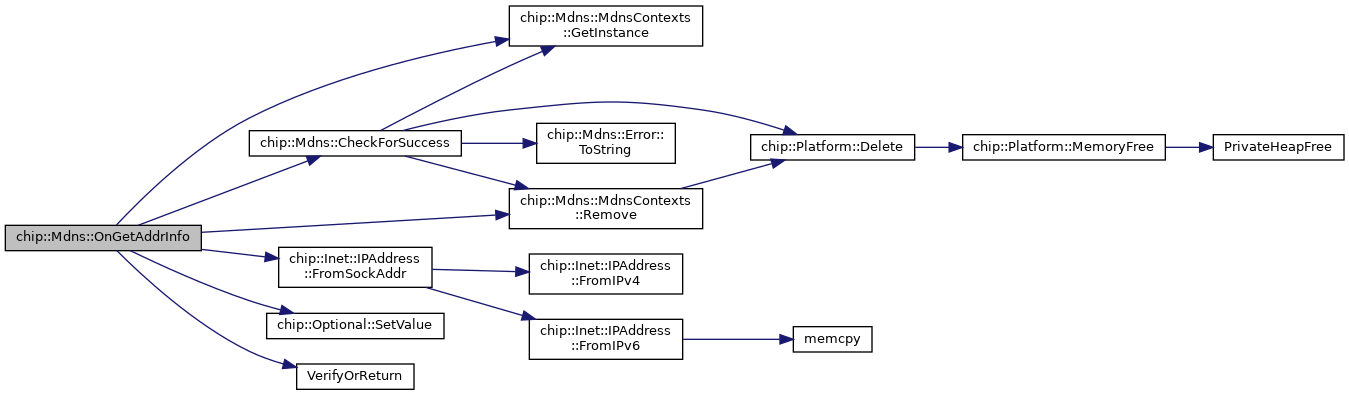 chip::Mdns::MdnsContexts
::GetInstance
chip::Mdns::CheckForSuccess
chip::Mdns::Error::
ToString
chip::Platform::Delete
chip::Platform::MemoryFree
PrivateHeapFree
chip::Mdns::MdnsContexts
::Remove
chip::Mdns::OnGetAddrInfo
chip::Inet::IPAddress
::FromSockAddr
chip::Inet::IPAddress
::FromIPv4
chip::Optional::SetValue
chip::Inet::IPAddress
::FromIPv6
memcpy
VerifyOrReturn